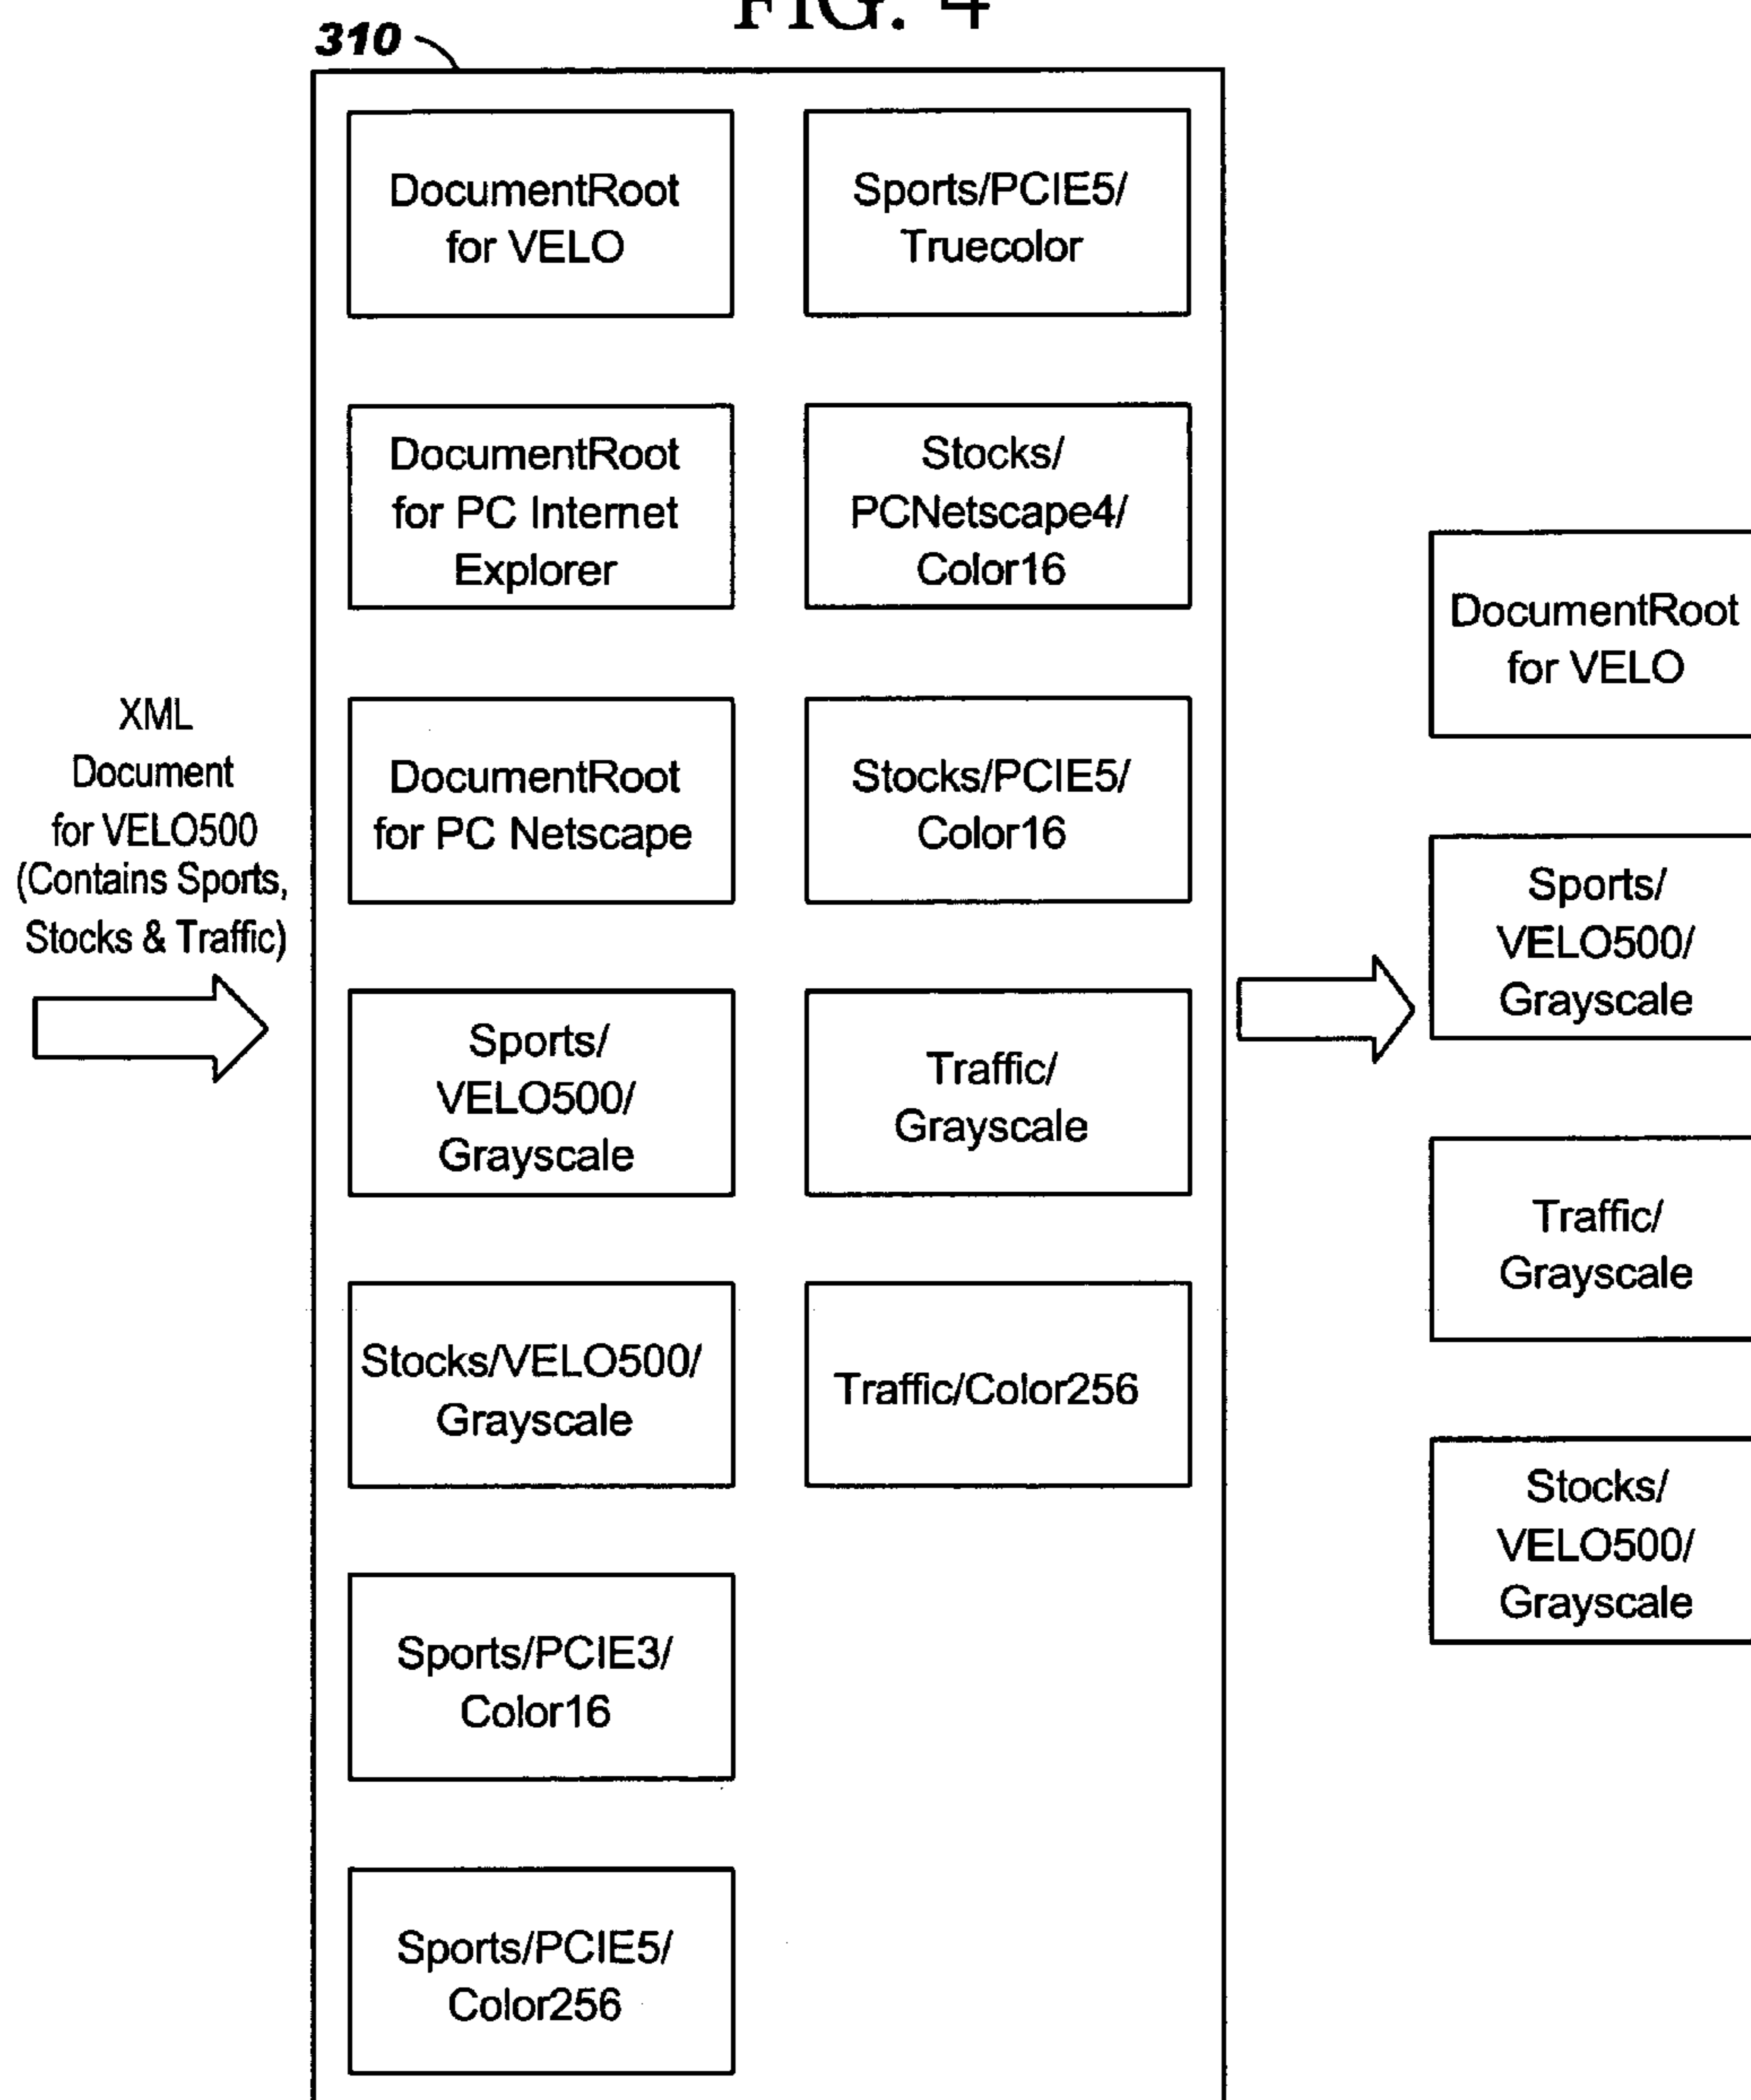 FIG. 4
310
DocumentRoot
for VELO
Sports/PCIE5/
Truecolor
DocumentRoot
for PC Internet
Explorer
Stocks/
PCNetscape4/
Color16
DocumentRoot
for PC Netscape
Stocks/PCIE5/
Color16
Sports/
VELO500/
Grayscale
Traffic/
Grayscale
Stocks/VELO500/
Grayscale
Traffic/Color256
Sports/PCIE3/
Color16
Sports/PCIE5/
Color256
XML
Document
for VELO500
(Contains Sports,
Stocks & Traffic)
DocumentRoot
for VELO
Sports/
VELO500/
Grayscale
Traffic/
Grayscale
Stocks/
VELO500/
Grayscale